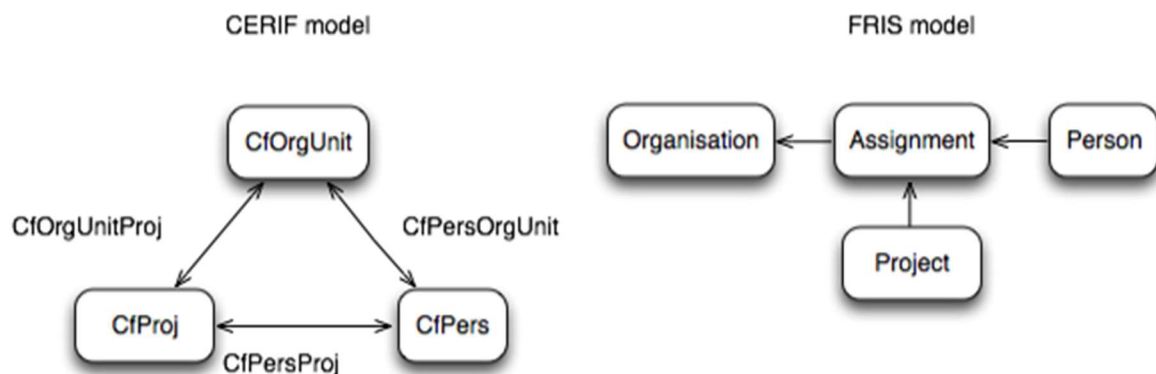 CERIF model
FRIS model
CfOrgUnit
CfOrgUnitProj
CfPersOrgUnit
CfProj
CfPers
CfPersProj
Organisation
Assignment
Person
Project